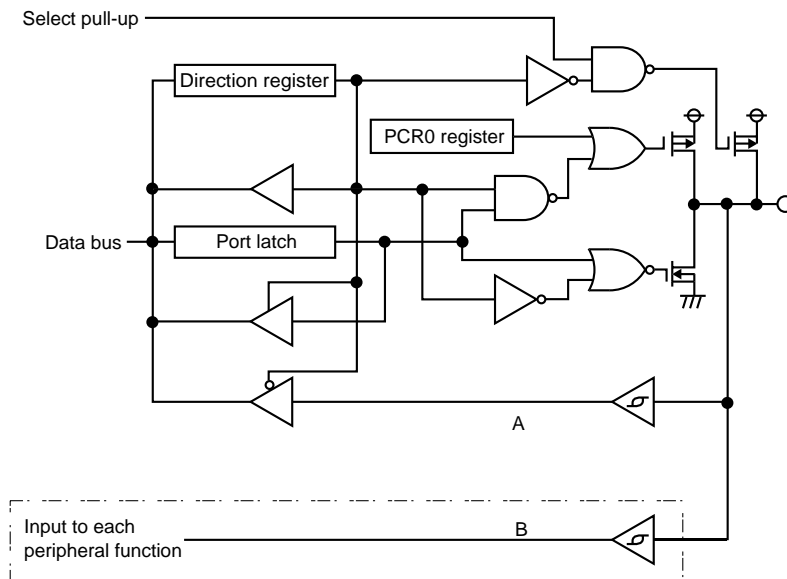 Select pull-up
Direction register
PCR0 register
Data bus
Port latch
A
Input to each
peripheral function
B